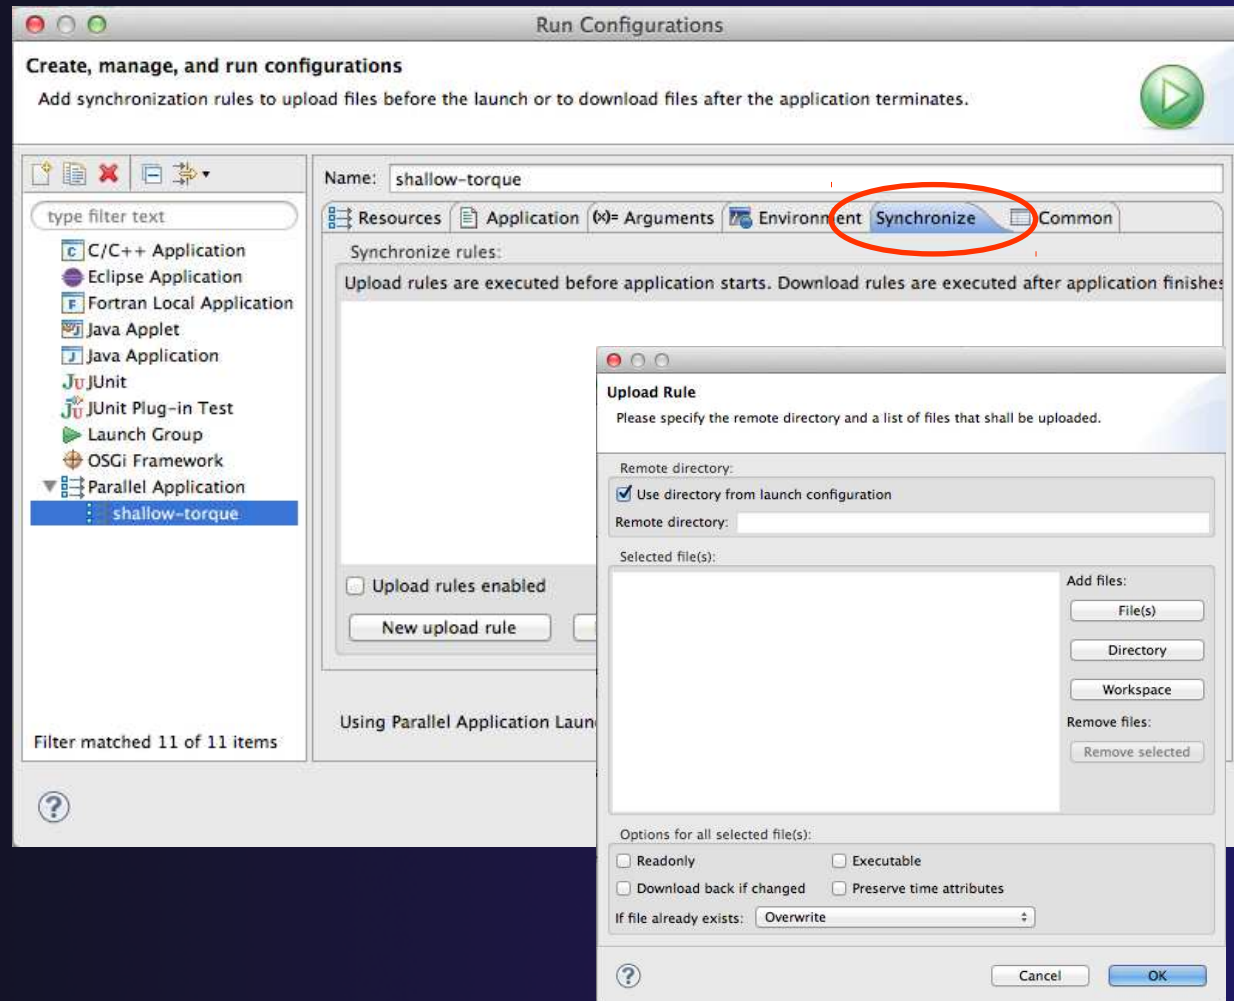 Run Configurations
Create, manage, and run configurations
Add synchronization rules to upload files before the launch or to download files after the application terminates.
type filter text
C/C++ Application
Eclipse Application
Fortran Local Application
Java Applet
Java Application
JUnit
JUnit Plug-in Test
Launch Group
OSGi Framework
Parallel Application
shallow-torque
Filter matched 11 of 11 items
Name: shallow-torque
Resources Application (x)= Arguments Environment Synchronize Common
Synchronize rules:
Upload rules are executed before application starts. Download rules are executed after application finishes
Upload rules enabled
New upload rule
Using Parallel Application Laun
Upload Rule
Please specify the remote directory and a list of files that shall be uploaded.
Remote directory:
Use directory from launch configuration
Remote directory:
Selected file(s):
Add files:
File(s)
Directory
Workspace
Remove files:
Remove selected
Options for all selected file(s):
Readonly Executable
Download back if changed Preserve time attributes
If file already exists: Overwrite
Cancel OK